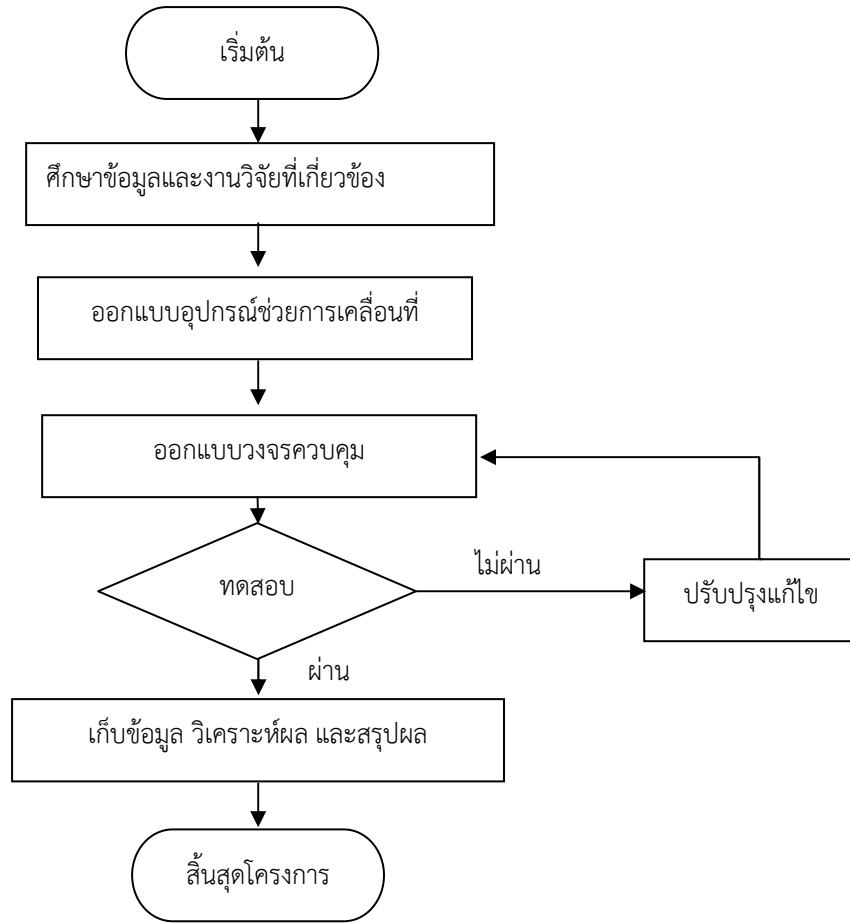 เริ่มต้น
ศึกษาข้อมูลและงานวิจัยที่เกี่ยวข้อง
ออกแบบอุปกรณ์ช่วยการเคลื่อนที่
ออกแบบวงจรควบคุม
ทดสอบ
ไม่ผ่าน
ปรับปรุงแก้ไข
ผ่าน
เก็บข้อมูล วิเคราะห์ผล และสรุปผล
สิ้นสุดโครงการ